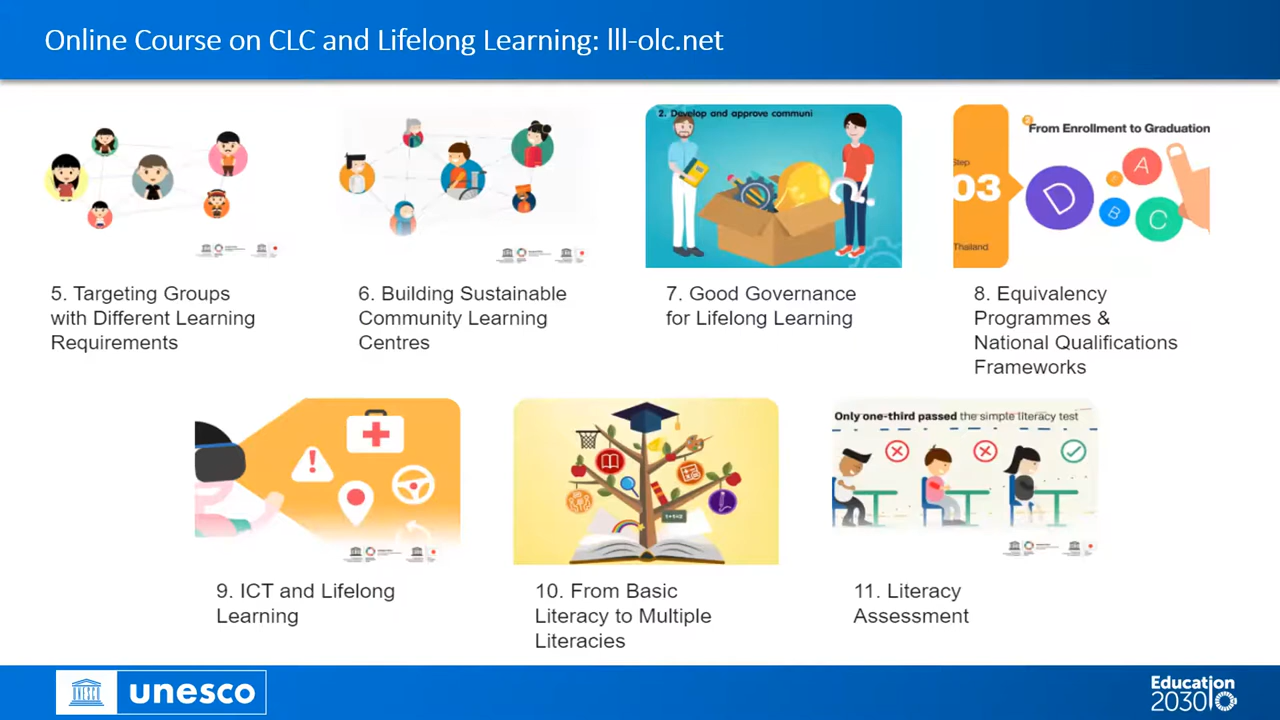 Online Course on CLC and Lifelong Learning: lll-olc.net
2. Develop and approve communi
2
From Enrollment to Graduation
Step
03
Thailand
D
A
B
C
5. Targeting Groups
with Different Learning
Requirements
6. Building Sustainable
Community Learning
Centres
7. Good Governance
for Lifelong Learning
8. Equivalency
Programmes &
National Qualifications
Frameworks
Only one-third passed the simple literacy test
9. ICT and Lifelong
Learning
10. From Basic
Literacy to Multiple
Literacies
11. Literacy
Assessment
unesco
Education
2030